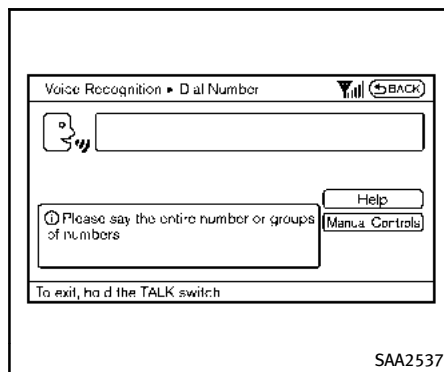 Voice Recognition • Dial Number
BACK
Help
Manual Controls
Please say the entire number or groups
of numbers
To exit, hold the TALK switch
SAA2537